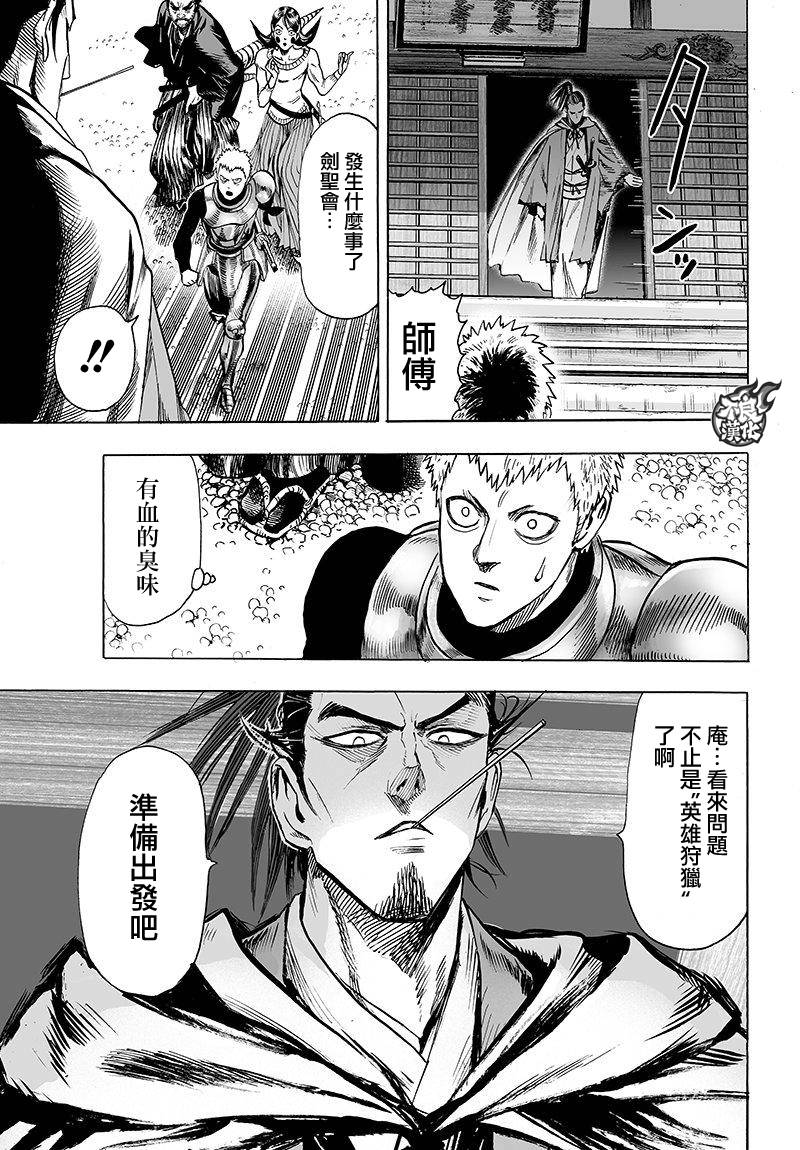 タンッ
師傅
發生什麼事了
劍聖會…
!!
有血的臭味
庵…看來問題
不止是"英雄狩獵"
了啊
準備出發吧
漢化